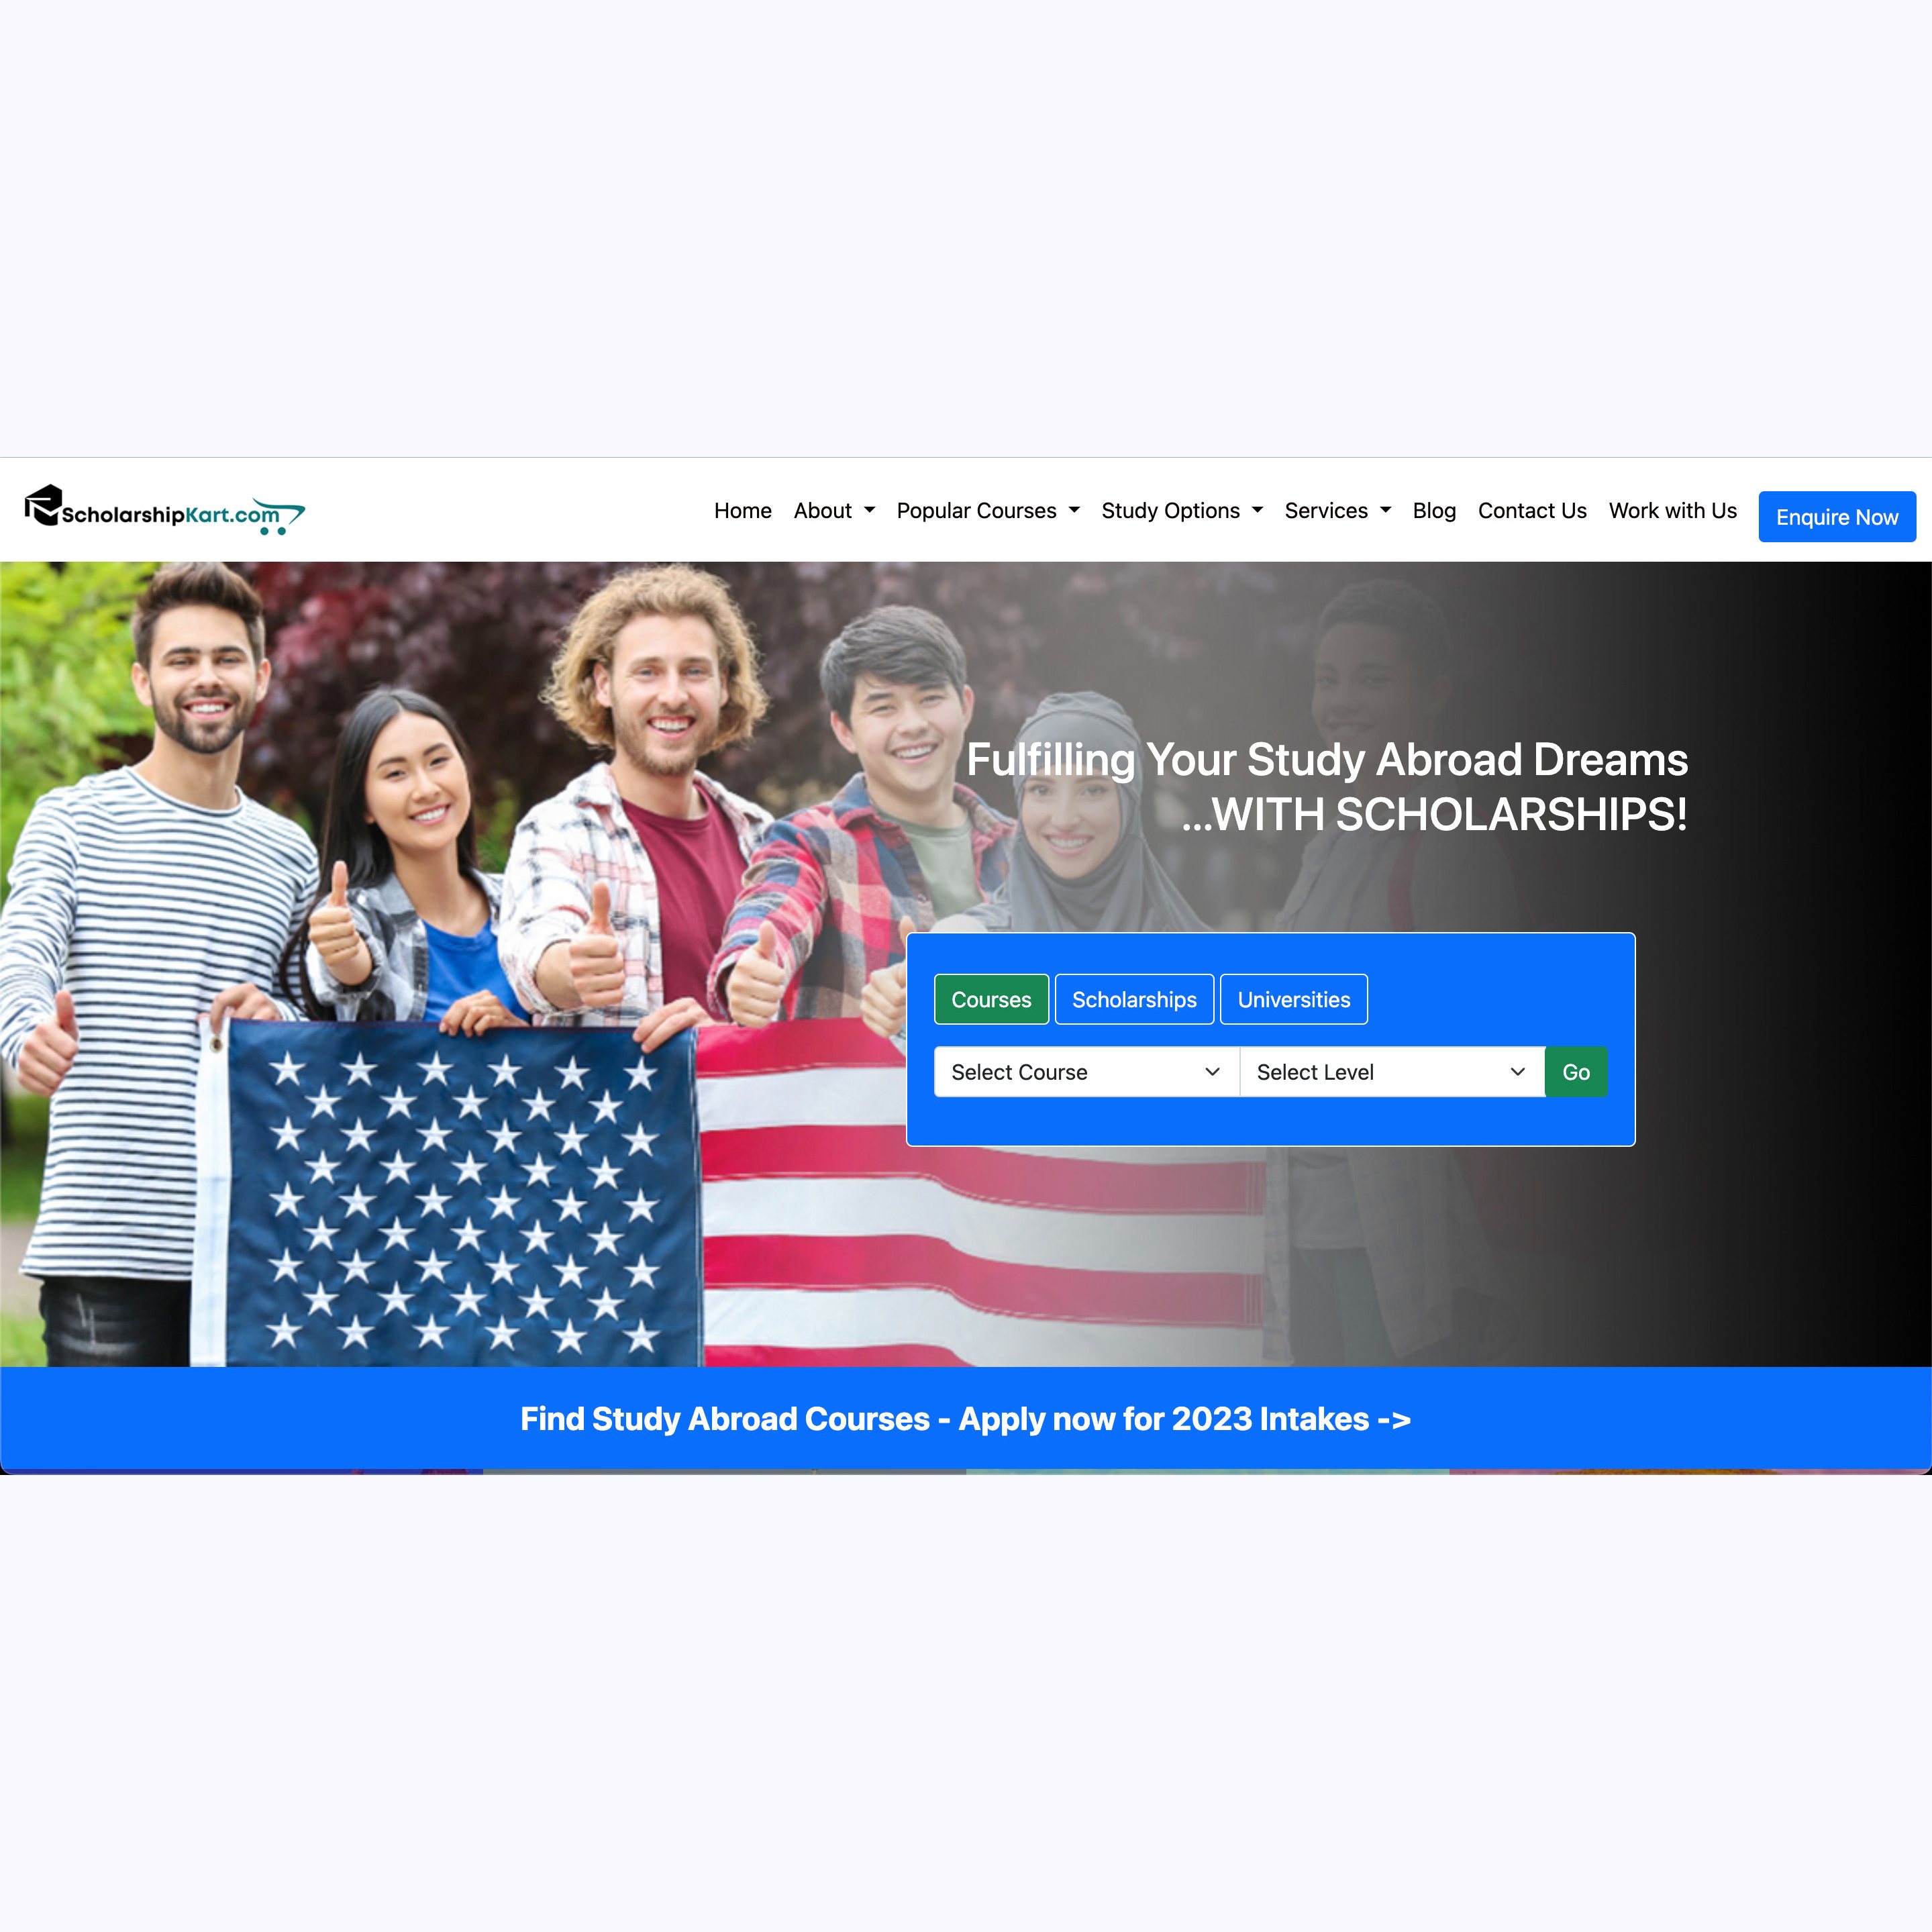 ScholarshipKart.com
Home About Popular Courses Study Options Services Blog Contact Us Work with Us Enquire Now
Fulfilling Your Study Abroad Dreams
...WITH SCHOLARSHIPS!
Courses Scholarships Universities
Select Course Select Level Go
Find Study Abroad Courses - Apply now for 2023 Intakes ->